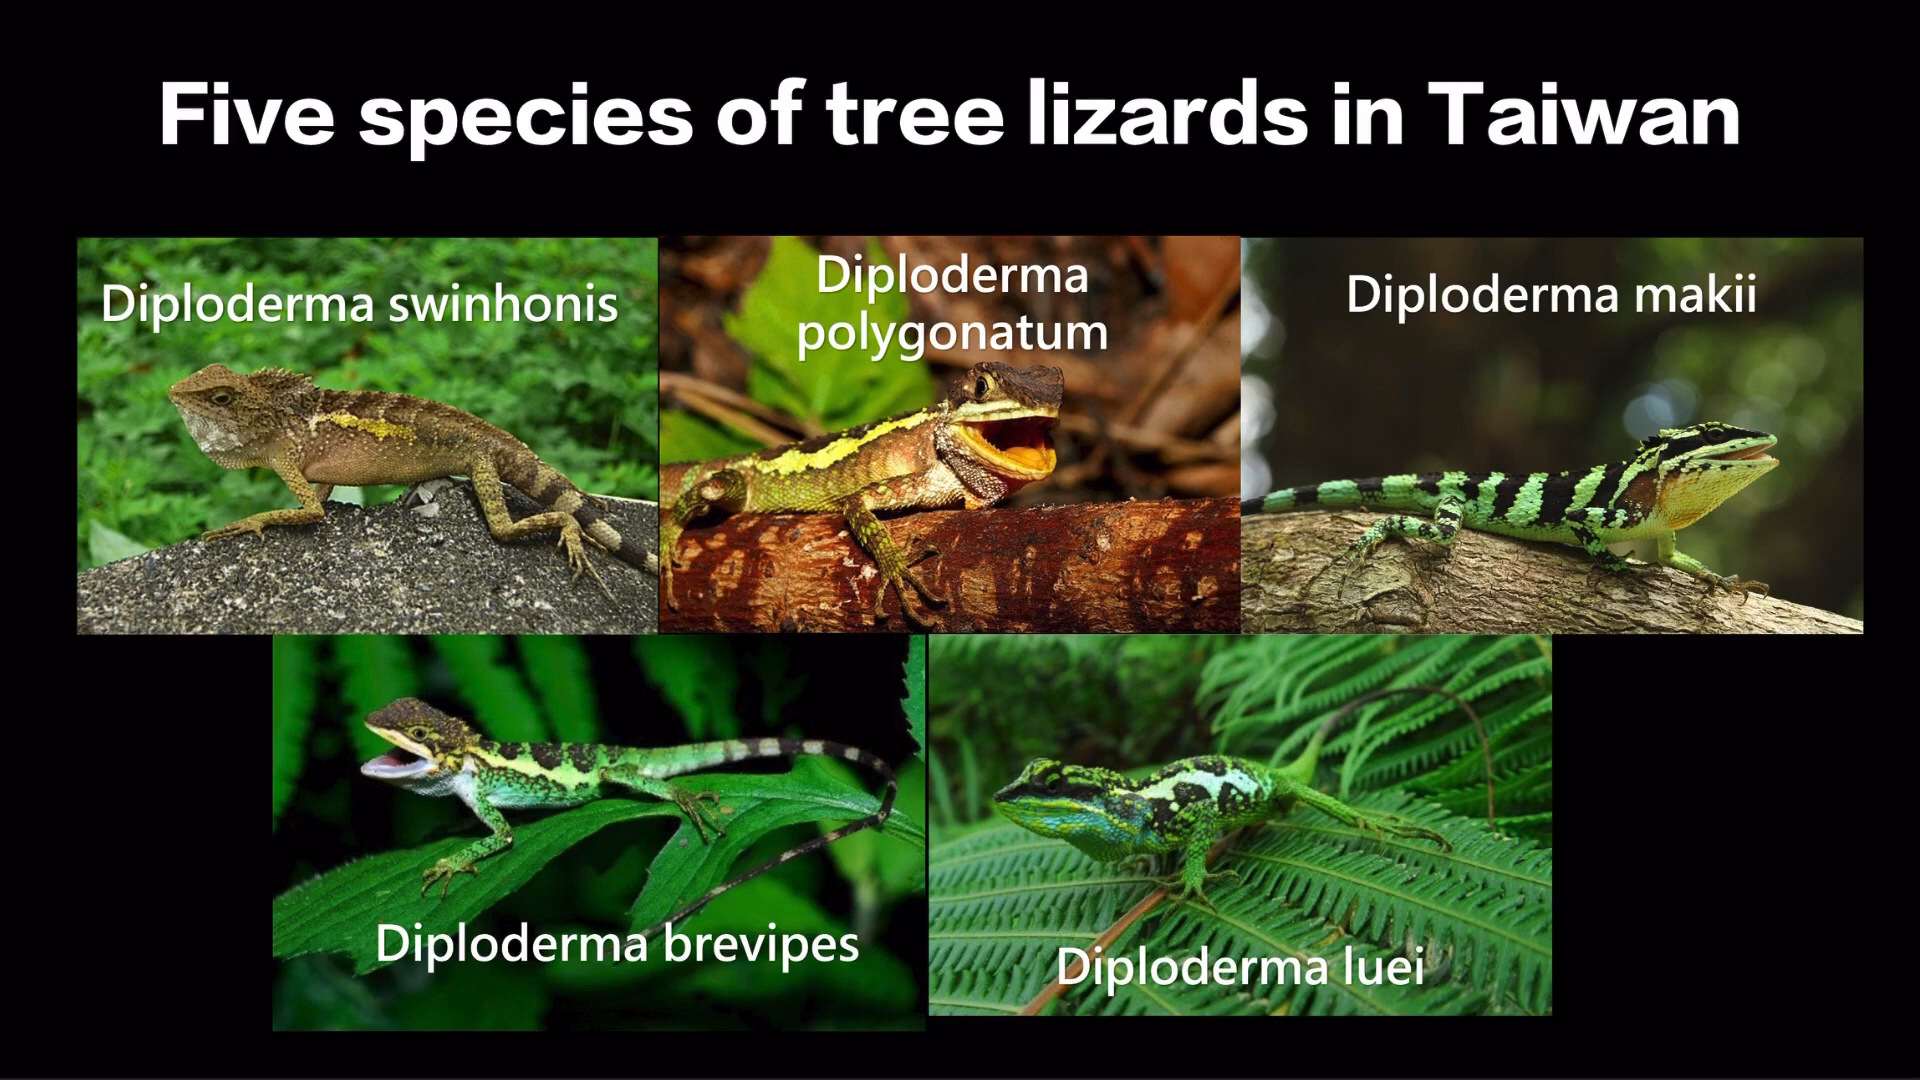 Five species of tree lizards in Taiwan
Diploderma swinhonis
Diploderma
polygonatum
Diploderma makii
Diploderma brevipes
Diploderma luei